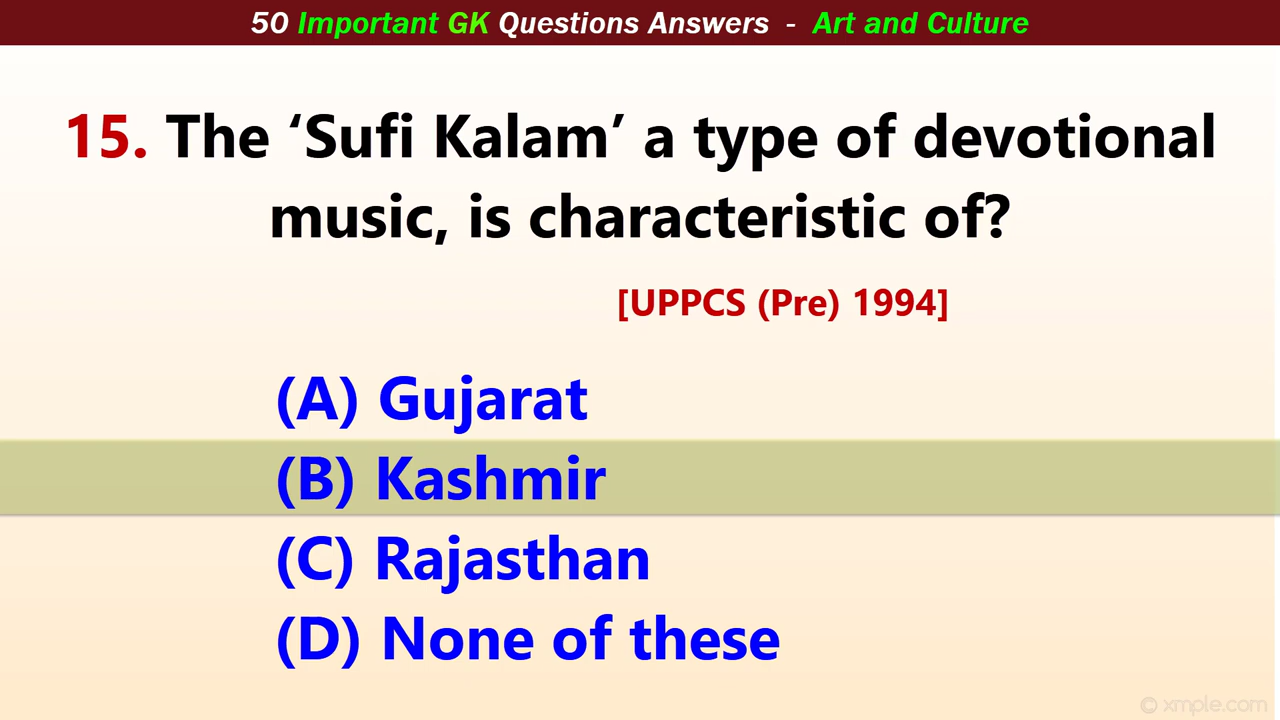 50 Important GK Questions Answers - Art and Culture
15. The ‘Sufi Kalam’ a type of devotional
music, is characteristic of?
[UPPCS (Pre) 1994]
(A) Gujarat
(B) Kashmir
(C) Rajasthan
(D) None of these
© xmple.com